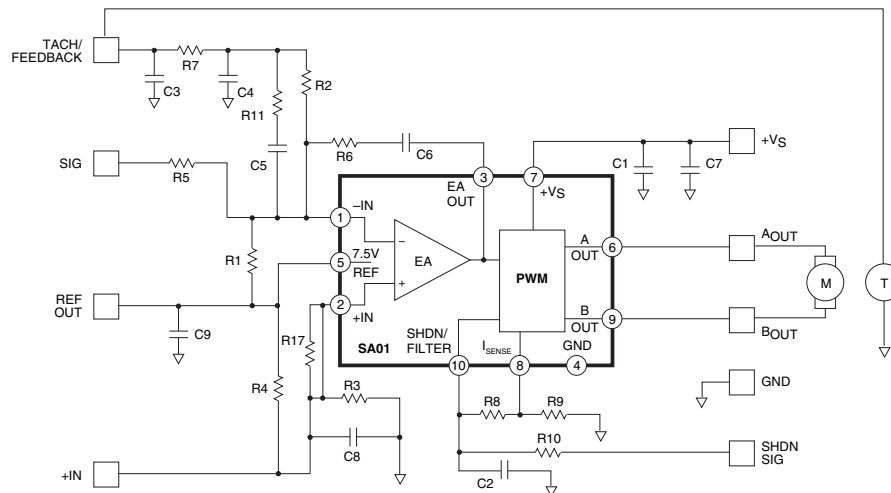 TACH/
FEEDBACK
R7
C3
C4
R11
R2
C5
R6
C6
SIG
R5
3
EA
OUT
7
+VS
C1
C7
+VS
1
–IN
R1
5
7.5V
REF
EA
–
+
PWM
A
OUT
6
AOUT
M
T
REF
OUT
C9
2
+IN
R17
SA01
SHDN/
FILTER
ISENSE
GND
B
OUT
9
BOUT
10
8
4
R4
R3
C8
R8
R9
GND
R10
SHDN
SIG
C2
+IN